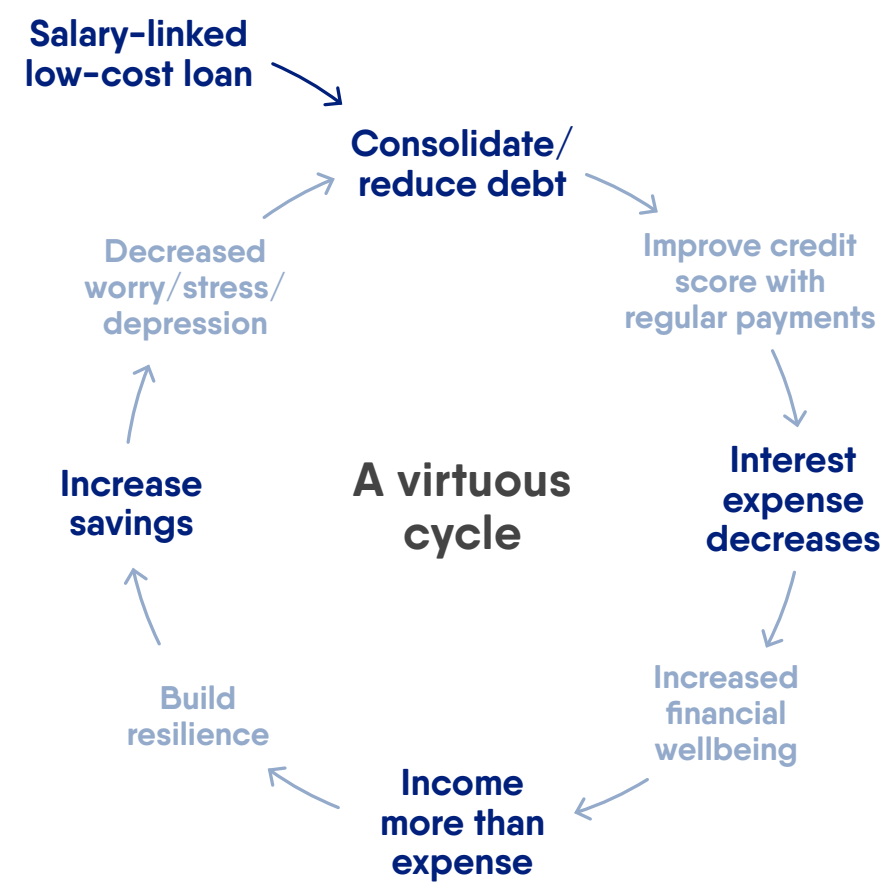 Salary-linked
low-cost loan
Consolidate/
reduce debt
Improve credit
score with
regular payments
Interest
expense
decreases
Increased
financial
wellbeing
Income
more than
expense
Build
resilience
Increase
savings
Decreased
worry/stress/
depression
A virtuous
cycle